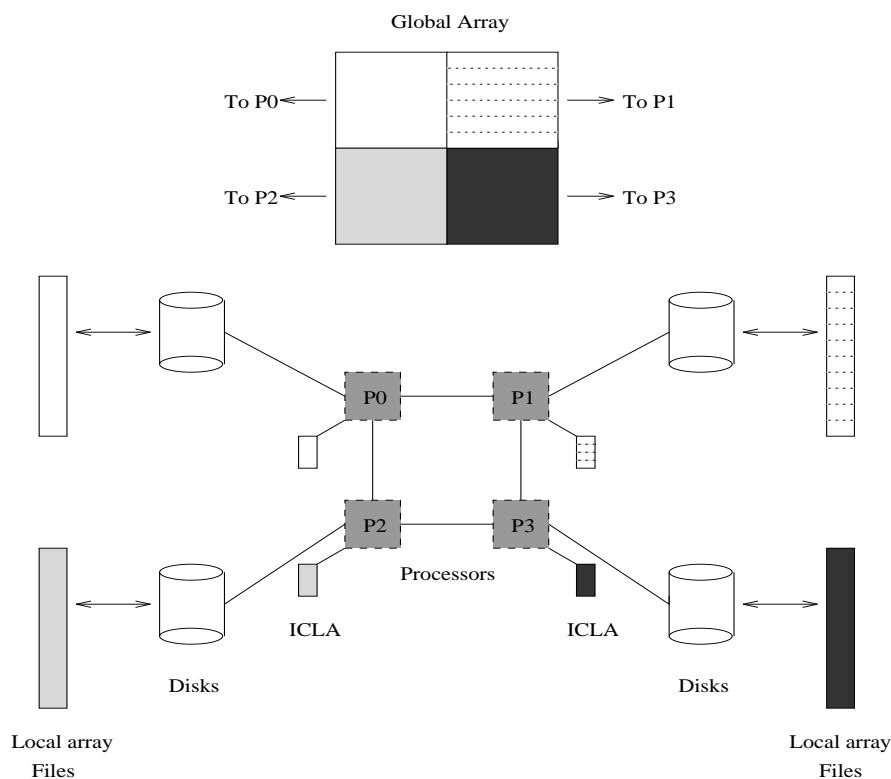 Global Array
To P0
To P1
To P2
To P3
P0
P1
P2
P3
Processors
ICLA
ICLA
Disks
Disks
Local array
Files
Local array
Files